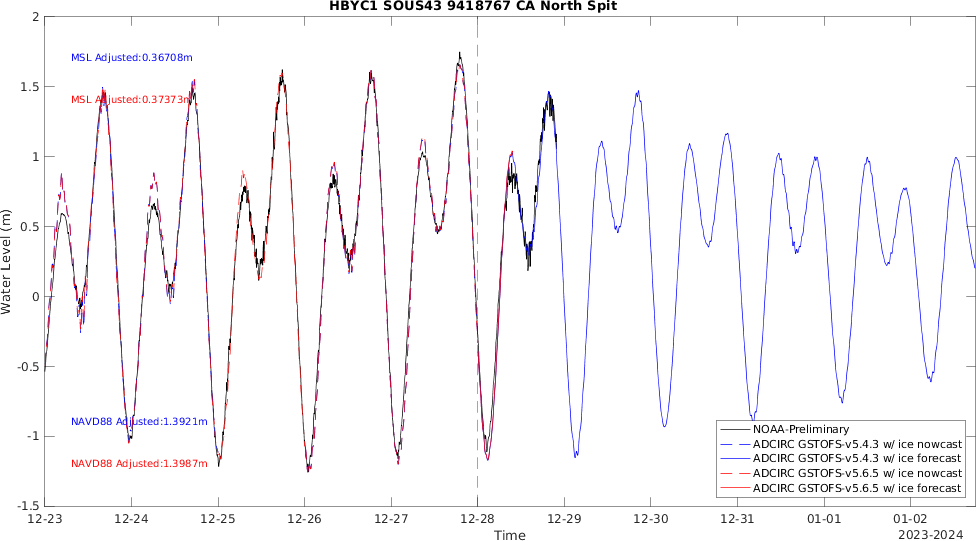 HBYC1 SOUS43 9418767 CA North Spit
2
1.5
1
0.5
0
-0.5
-1
-1.5
Water Level (m)
MSL Adjusted:0.36708m
MSL Adjusted:0.37373m
NAVD88 Adjusted:1.3921m
NAVD88 Adjusted:1.3987m
NOAA-Preliminary
ADCIRC GSTOFS-v5.4.3 w/ ice nowcast
ADCIRC GSTOFS-v5.4.3 w/ ice forecast
ADCIRC GSTOFS-v5.6.5 w/ ice nowcast
ADCIRC GSTOFS-v5.6.5 w/ ice forecast
12-23 12-24 12-25 12-26 12-27 12-28 12-29 12-30 12-31 01-01 01-02
Time
2023-2024